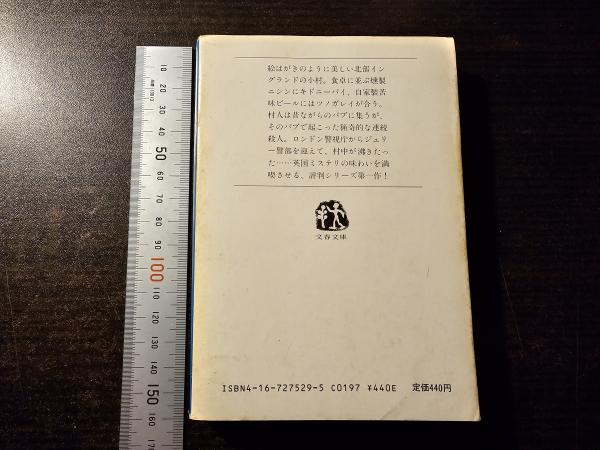 絵はがきのように美しい北部イン
グランドの小村。食卓に並ぶ燻製
ニシンにキドニーパイ、自家製苦
味ビールにはツノガレイが合う。
村人は昔ながらのパブに集うが、
そのパブで起こった猟奇的な連続
殺人。ロンドン警視庁からジュリ
ー警部を迎えて、村中が沸きたっ
た……英国ミステリの味わいを満
喫させる、評判シリーズ第一作！
文春文庫
ISBN4-16-727529-5 C0197 ¥440E 定価440円
10
20
30
40
50
60
70
80
90
100
10
120
130
140
150
160
170